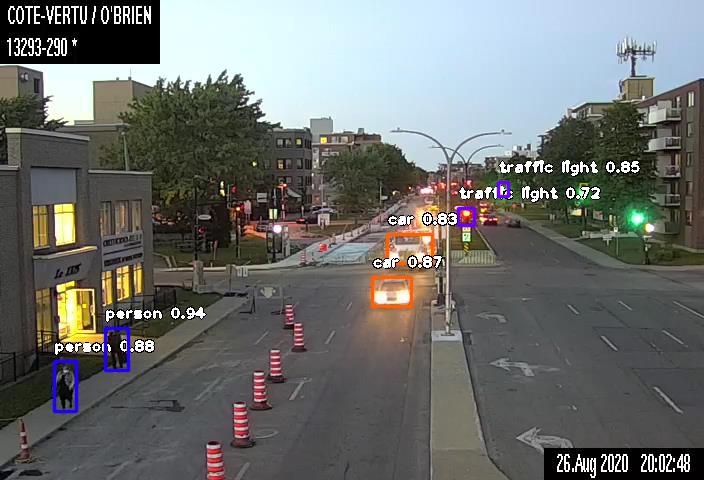 COTE-VERTU / O'BRIEN
13293-290 *
traffic light 0.85
traffic light 0.72
car 0.83
car 0.87
person 0.94
person 0.88
26.Aug 2020 20:02:48